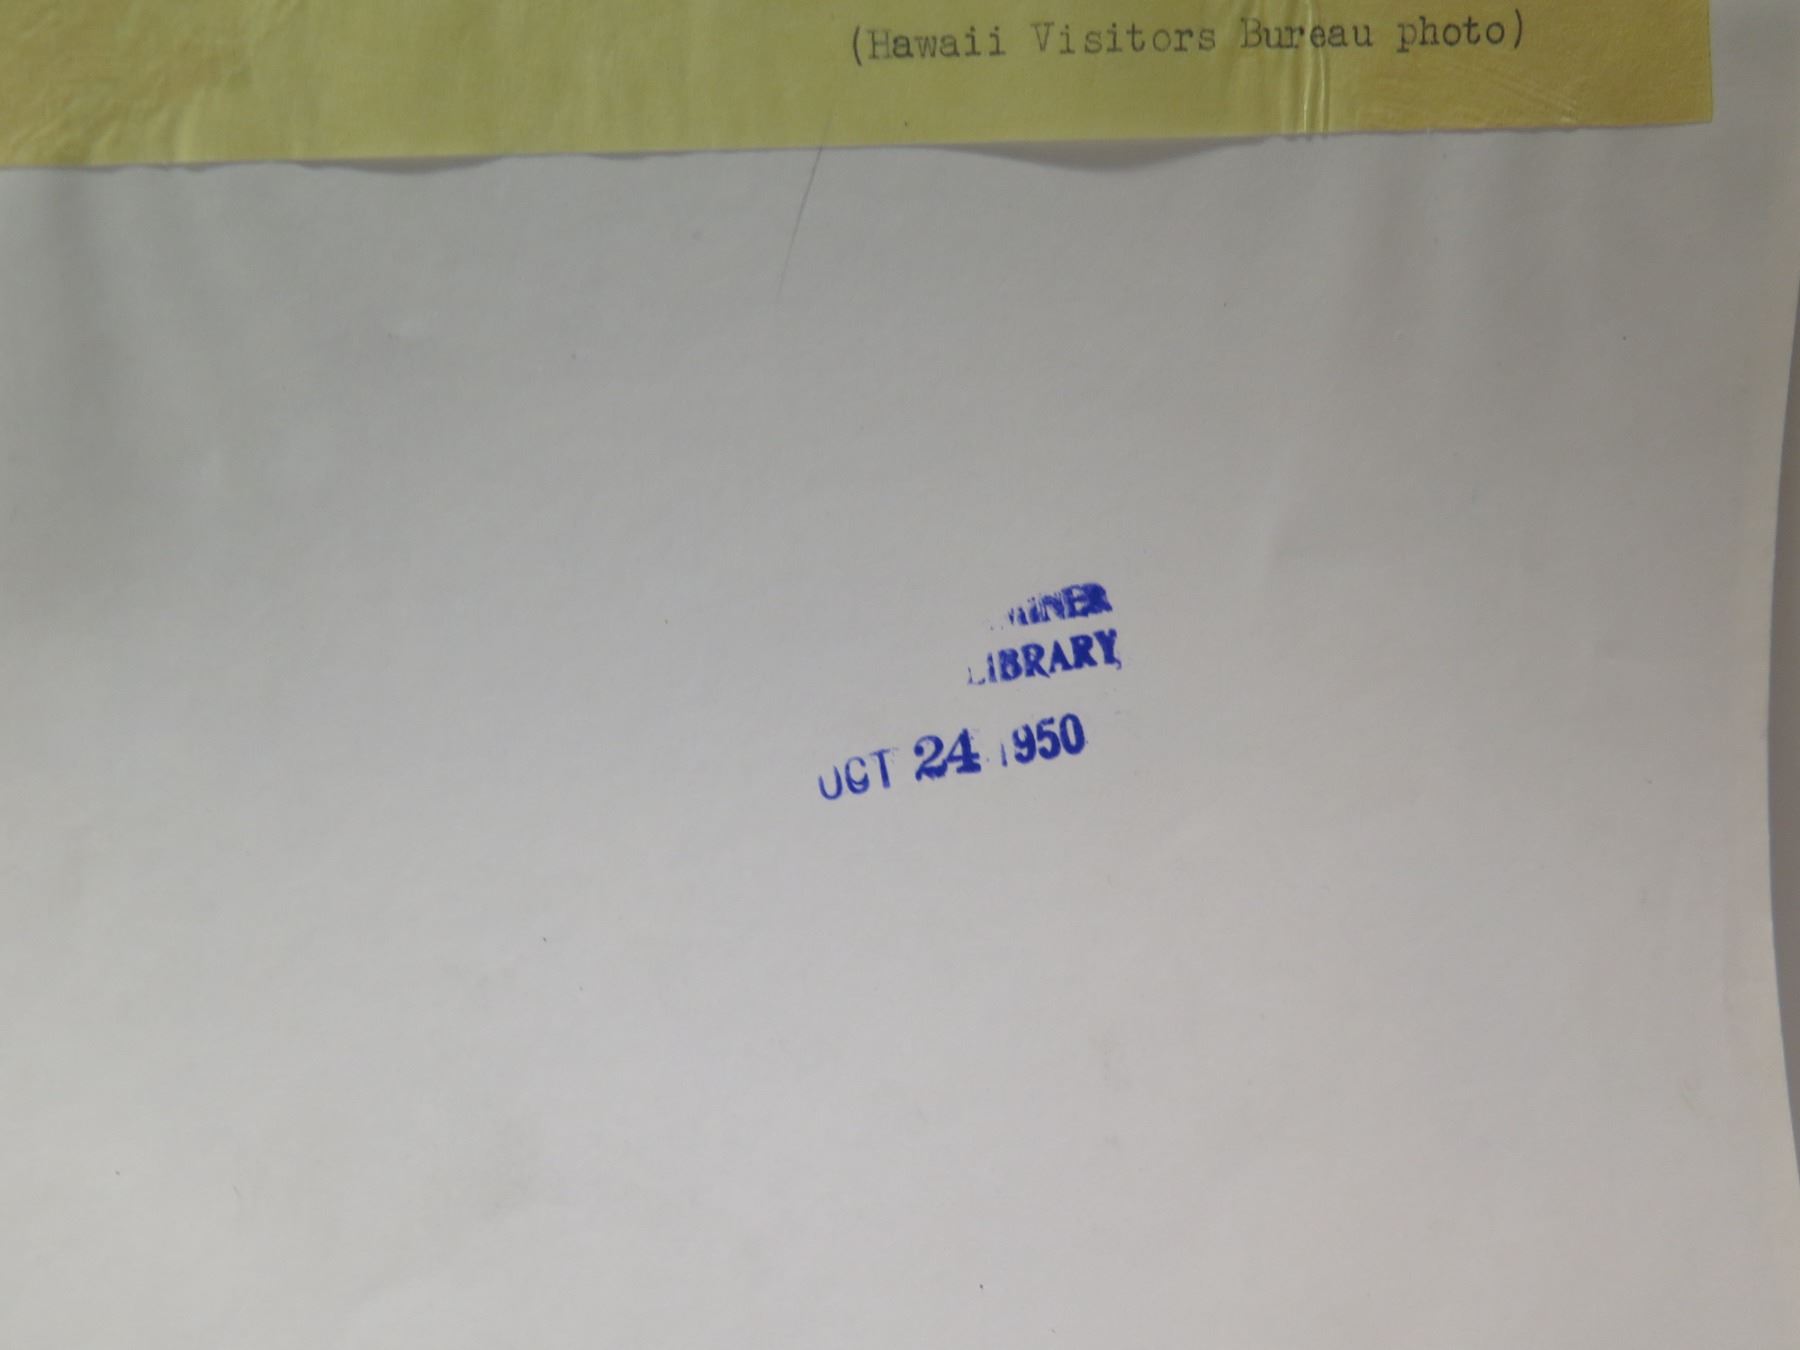 (Hawaii Visitors Bureau photo)
LIBRARY
OCT 24 1950